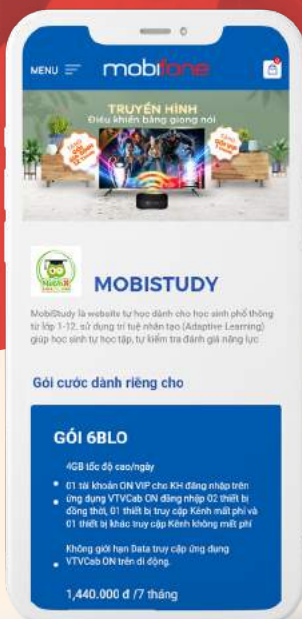 MENU
mobifone
TRUYỀN HÌNH
Điều khiển bằng giọng nói
MOBISTUDY
MobiStudy là website tự học dành cho học sinh phổ thông
từ lớp 1-12, sử dụng trí tuệ nhân tạo (Adaptive Learning)
giúp học sinh tự học tập, tự kiểm tra đánh giá năng lực
Gói cước dành riêng cho
GÓI 6BLO
4GB tốc độ cao/ngày
01 tài khoản ON VIP cho KH đăng nhập trên
ứng dụng VTVCab ON đăng nhập 02 thiết bị
đồng thời, 01 thiết bị truy cập Kênh mất phí và
01 thiết bị khác truy cập Kênh không mất phí
Không giới hạn Data truy cập ứng dụng
VTVCab ON trên di động.
1,440.000 đ /7 tháng